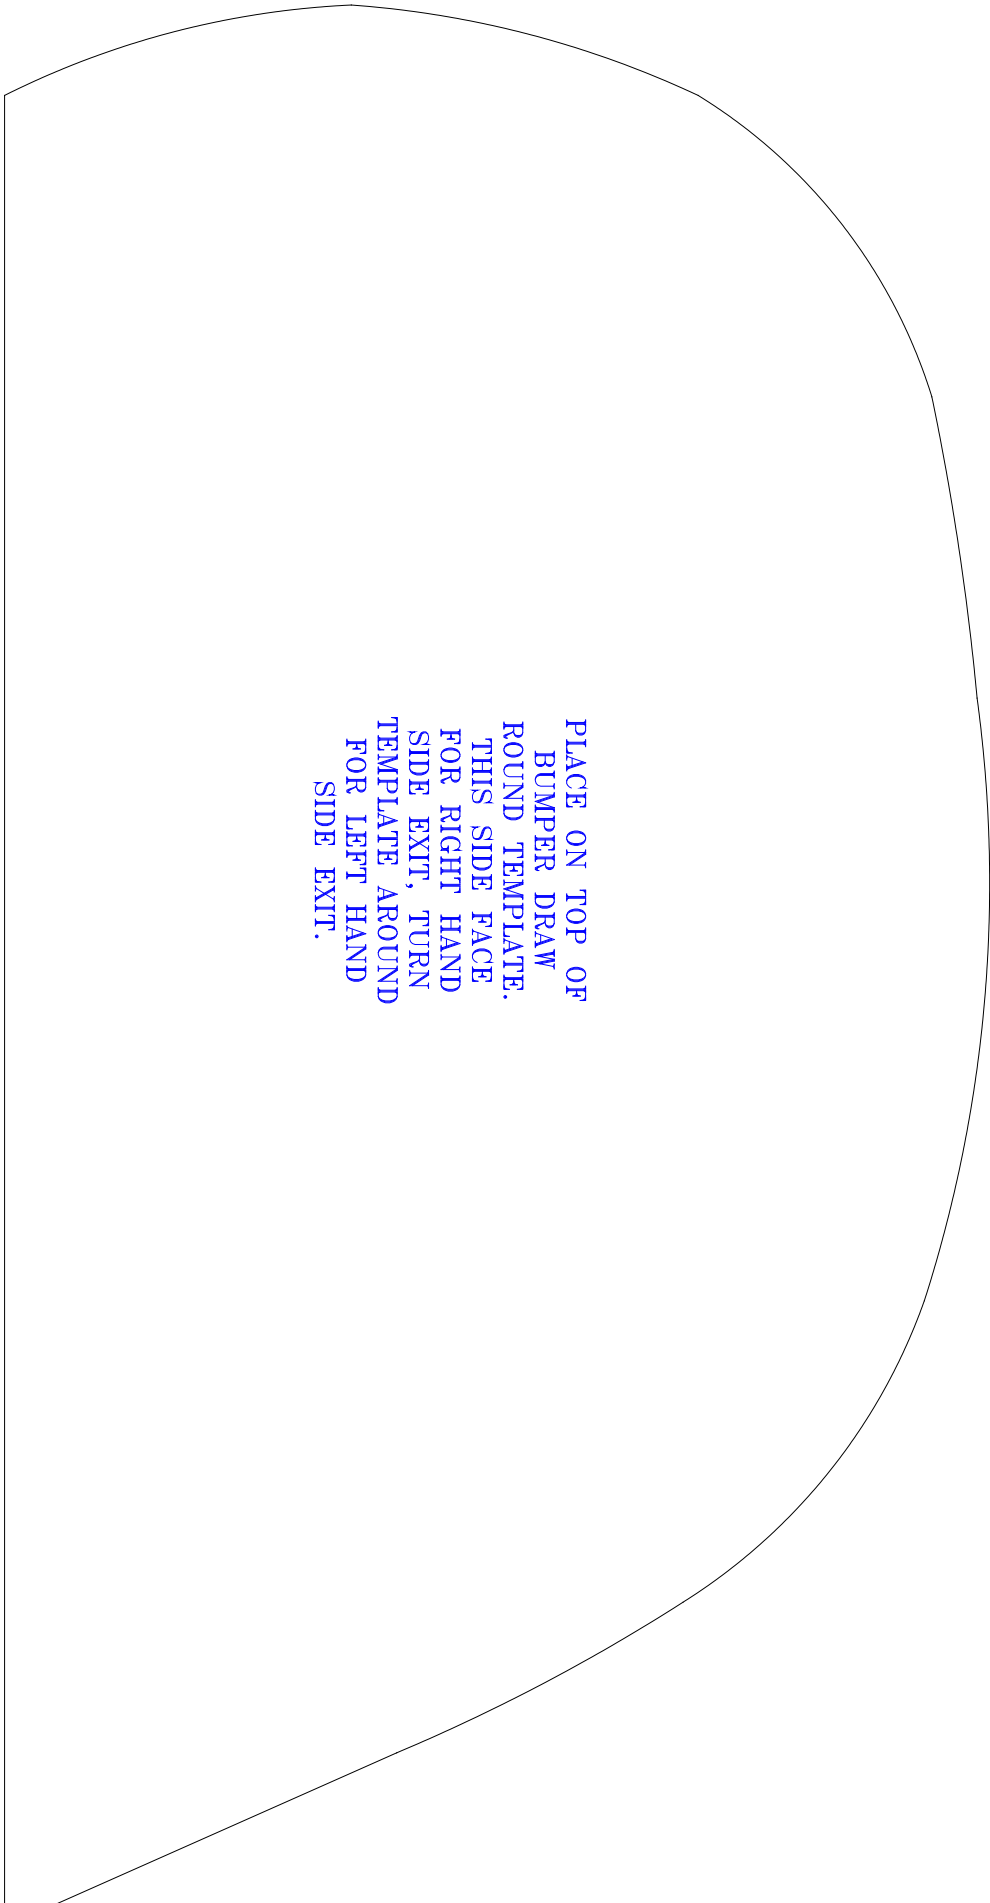 PLACE ON TOP OF
BUMPER DRAW
ROUND TEMPLATE.
THIS SIDE FACE
FOR RIGHT HAND
SIDE EXIT, TURN
TEMPLATE AROUND
FOR LEFT HAND
SIDE EXIT.